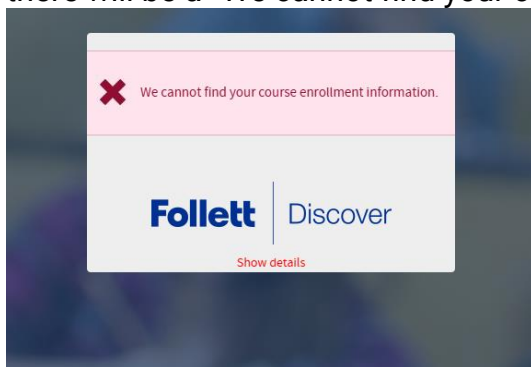 there will be a "We cannot find your c
We cannot find your course enrollment information.
Follett | Discover
Show details